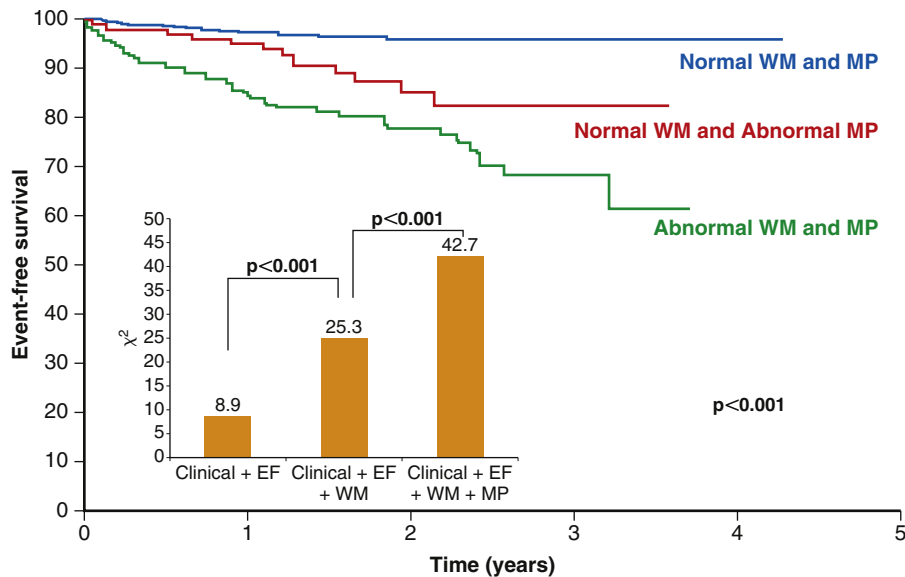 100
90
80
70
60
50
40
30
20
10
0
Event-free survival
0
1
2
3
4
5
Time (years)
Normal WM and MP
Normal WM and Abnormal MP
Abnormal WM and MP
p<0.001
50
45
40
35
30
25
20
15
10
5
0
χ²
p<0.001
p<0.001
8.9
25.3
42.7
Clinical + EF
Clinical + EF
+ WM
Clinical + EF
+ WM + MP